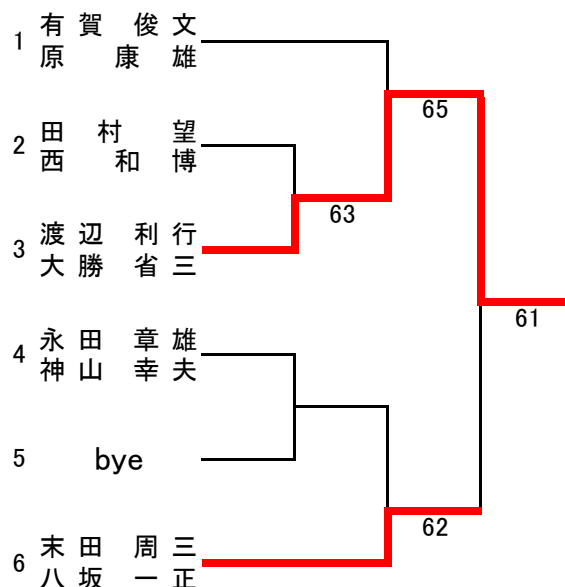 1 有賀 俊文
原 康雄
65
2 田村 望
西 和博
63
3 渡辺 利行
大勝 省三
61
4 永田 章雄
神山 幸夫
5 bye
62
6 末田 周三
八坂 一正